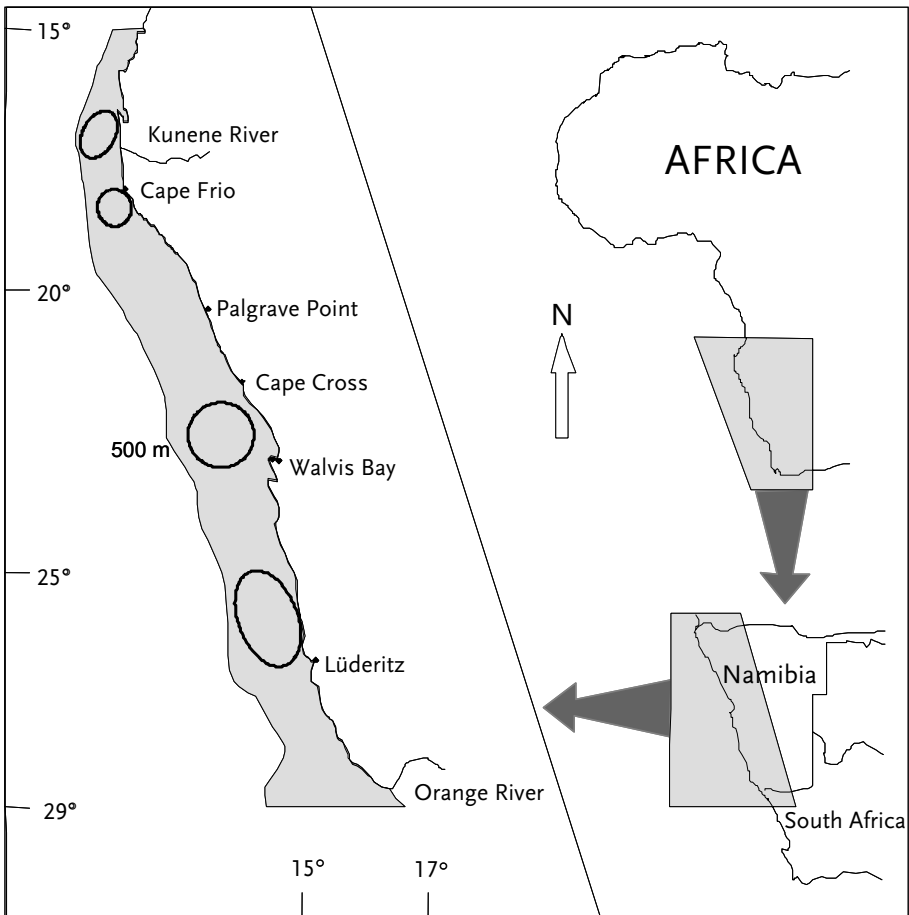 15°
Kunene River
AFRICA
Cape Frio
20°
Palgrave Point
N
Cape Cross
500 m
Walvis Bay
25°
Lüderitz
Namibia
Orange River
29°
South Africa
15°
17°